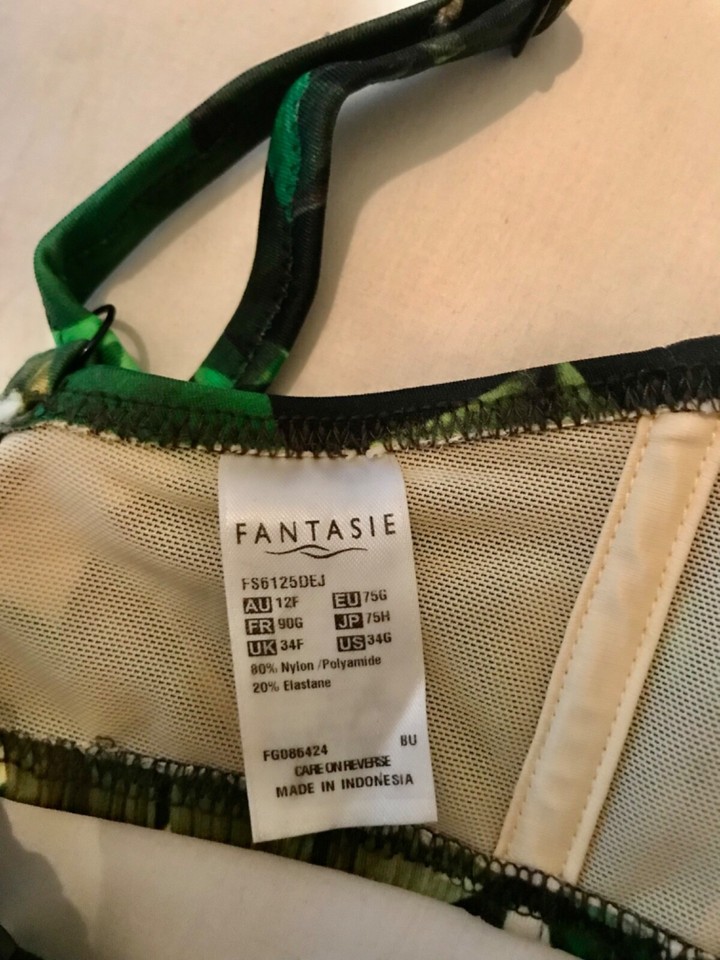 FANTASIE
FS6125DEJ
AU 12F EU 75G
FR 90G JP 75H
UK 34F US 34G
80% Nylon /Polyamide
20% Elastane
FG086424 BU
CARE ON REVERSE
MADE IN INDONESIA